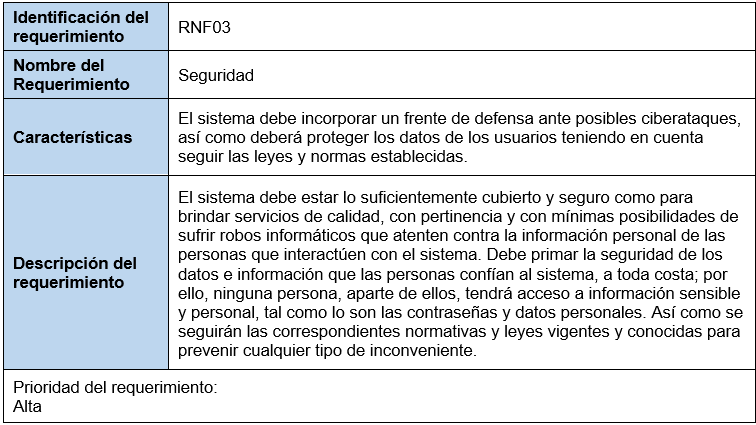 Identificación del
requerimiento
RNF03
Nombre del
Requerimiento
Seguridad
Características
El sistema debe incorporar un frente de defensa ante posibles ciberataques,
así como deberá proteger los datos de los usuarios teniendo en cuenta
seguir las leyes y normas establecidas.
Descripción del
requerimiento
El sistema debe estar lo suficientemente cubierto y seguro como para
brindar servicios de calidad, con pertinencia y con mínimas posibilidades de
sufrir robos informáticos que atenten contra la información personal de las
personas que interactúen con el sistema. Debe primar la seguridad de los
datos e información que las personas confían al sistema, a toda costa; por
ello, ninguna persona, aparte de ellos, tendrá acceso a información sensible
y personal, tal como lo son las contraseñas y datos personales. Así como se
seguirán las correspondientes normativas y leyes vigentes y conocidas para
prevenir cualquier tipo de inconveniente.
Prioridad del requerimiento:
Alta